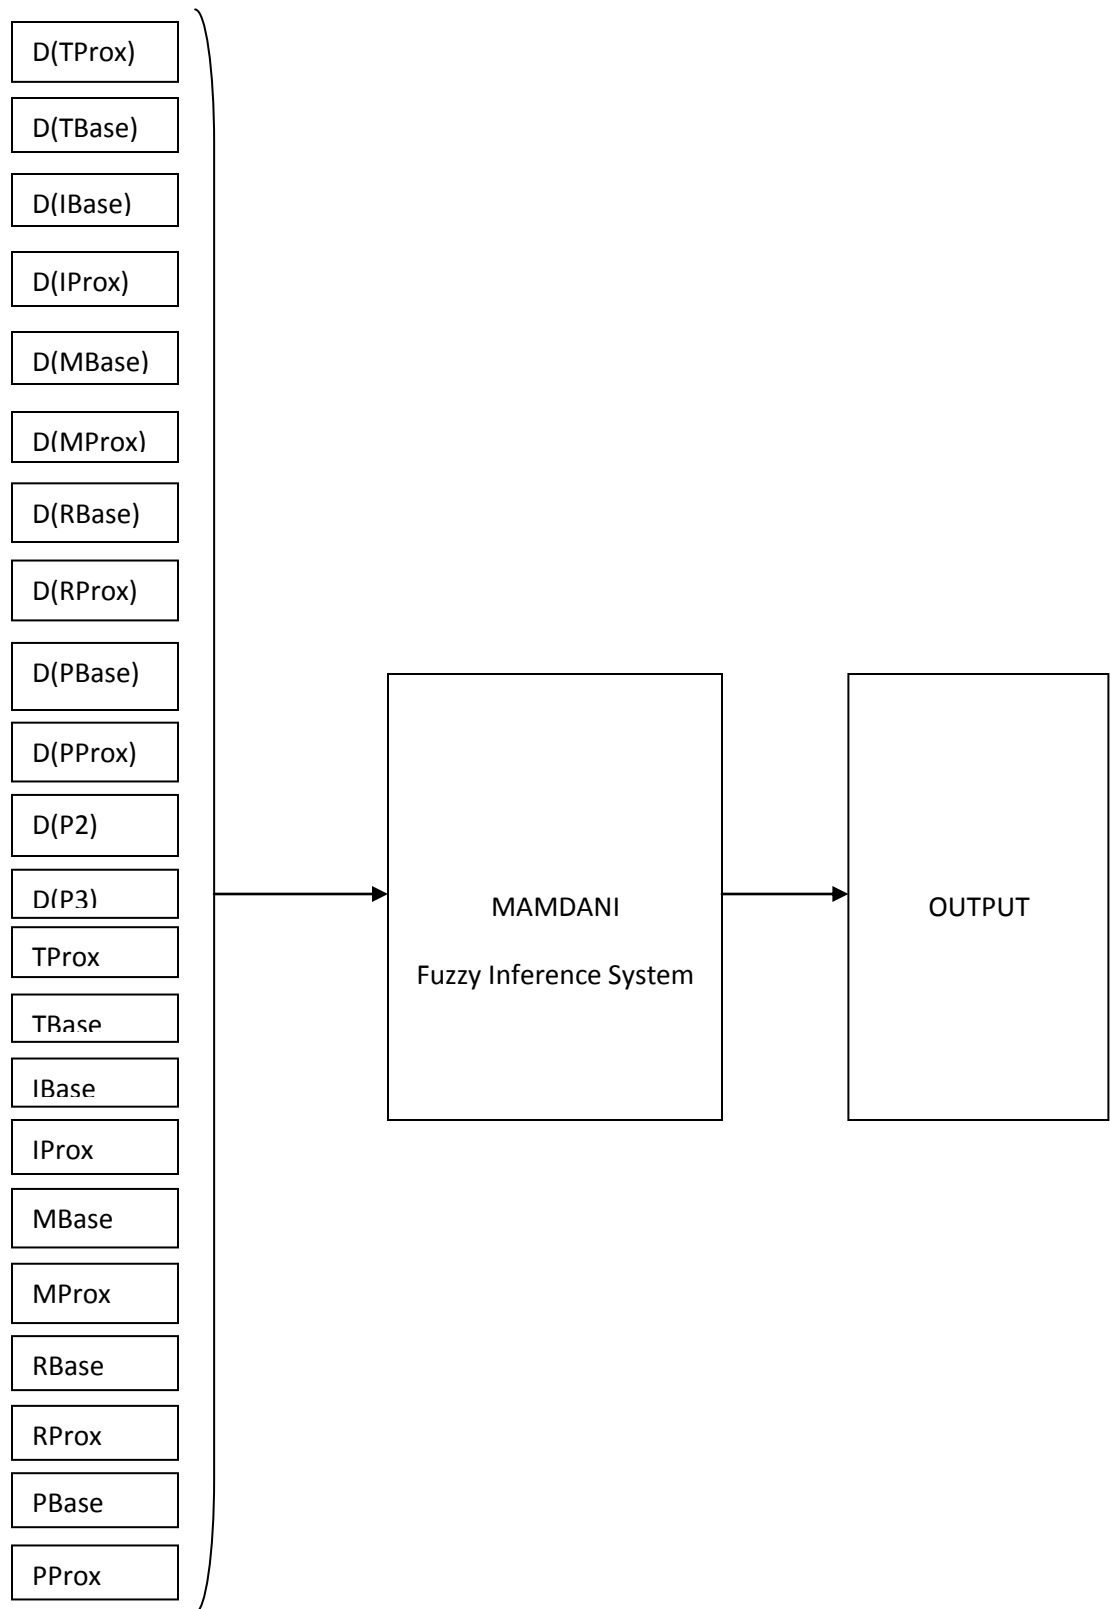 D(TProx)
D(TBase)
D(IBase)
D(IProx)
D(MBase)
D(MProx)
D(RBase)
D(RProx)
D(PBase)
D(PProx)
D(P2)
D(P3)
TProx
TBase
IBase
IProx
MBase
MProx
RBase
RProx
PBase
PProx
MAMDANI
Fuzzy Inference System
OUTPUT